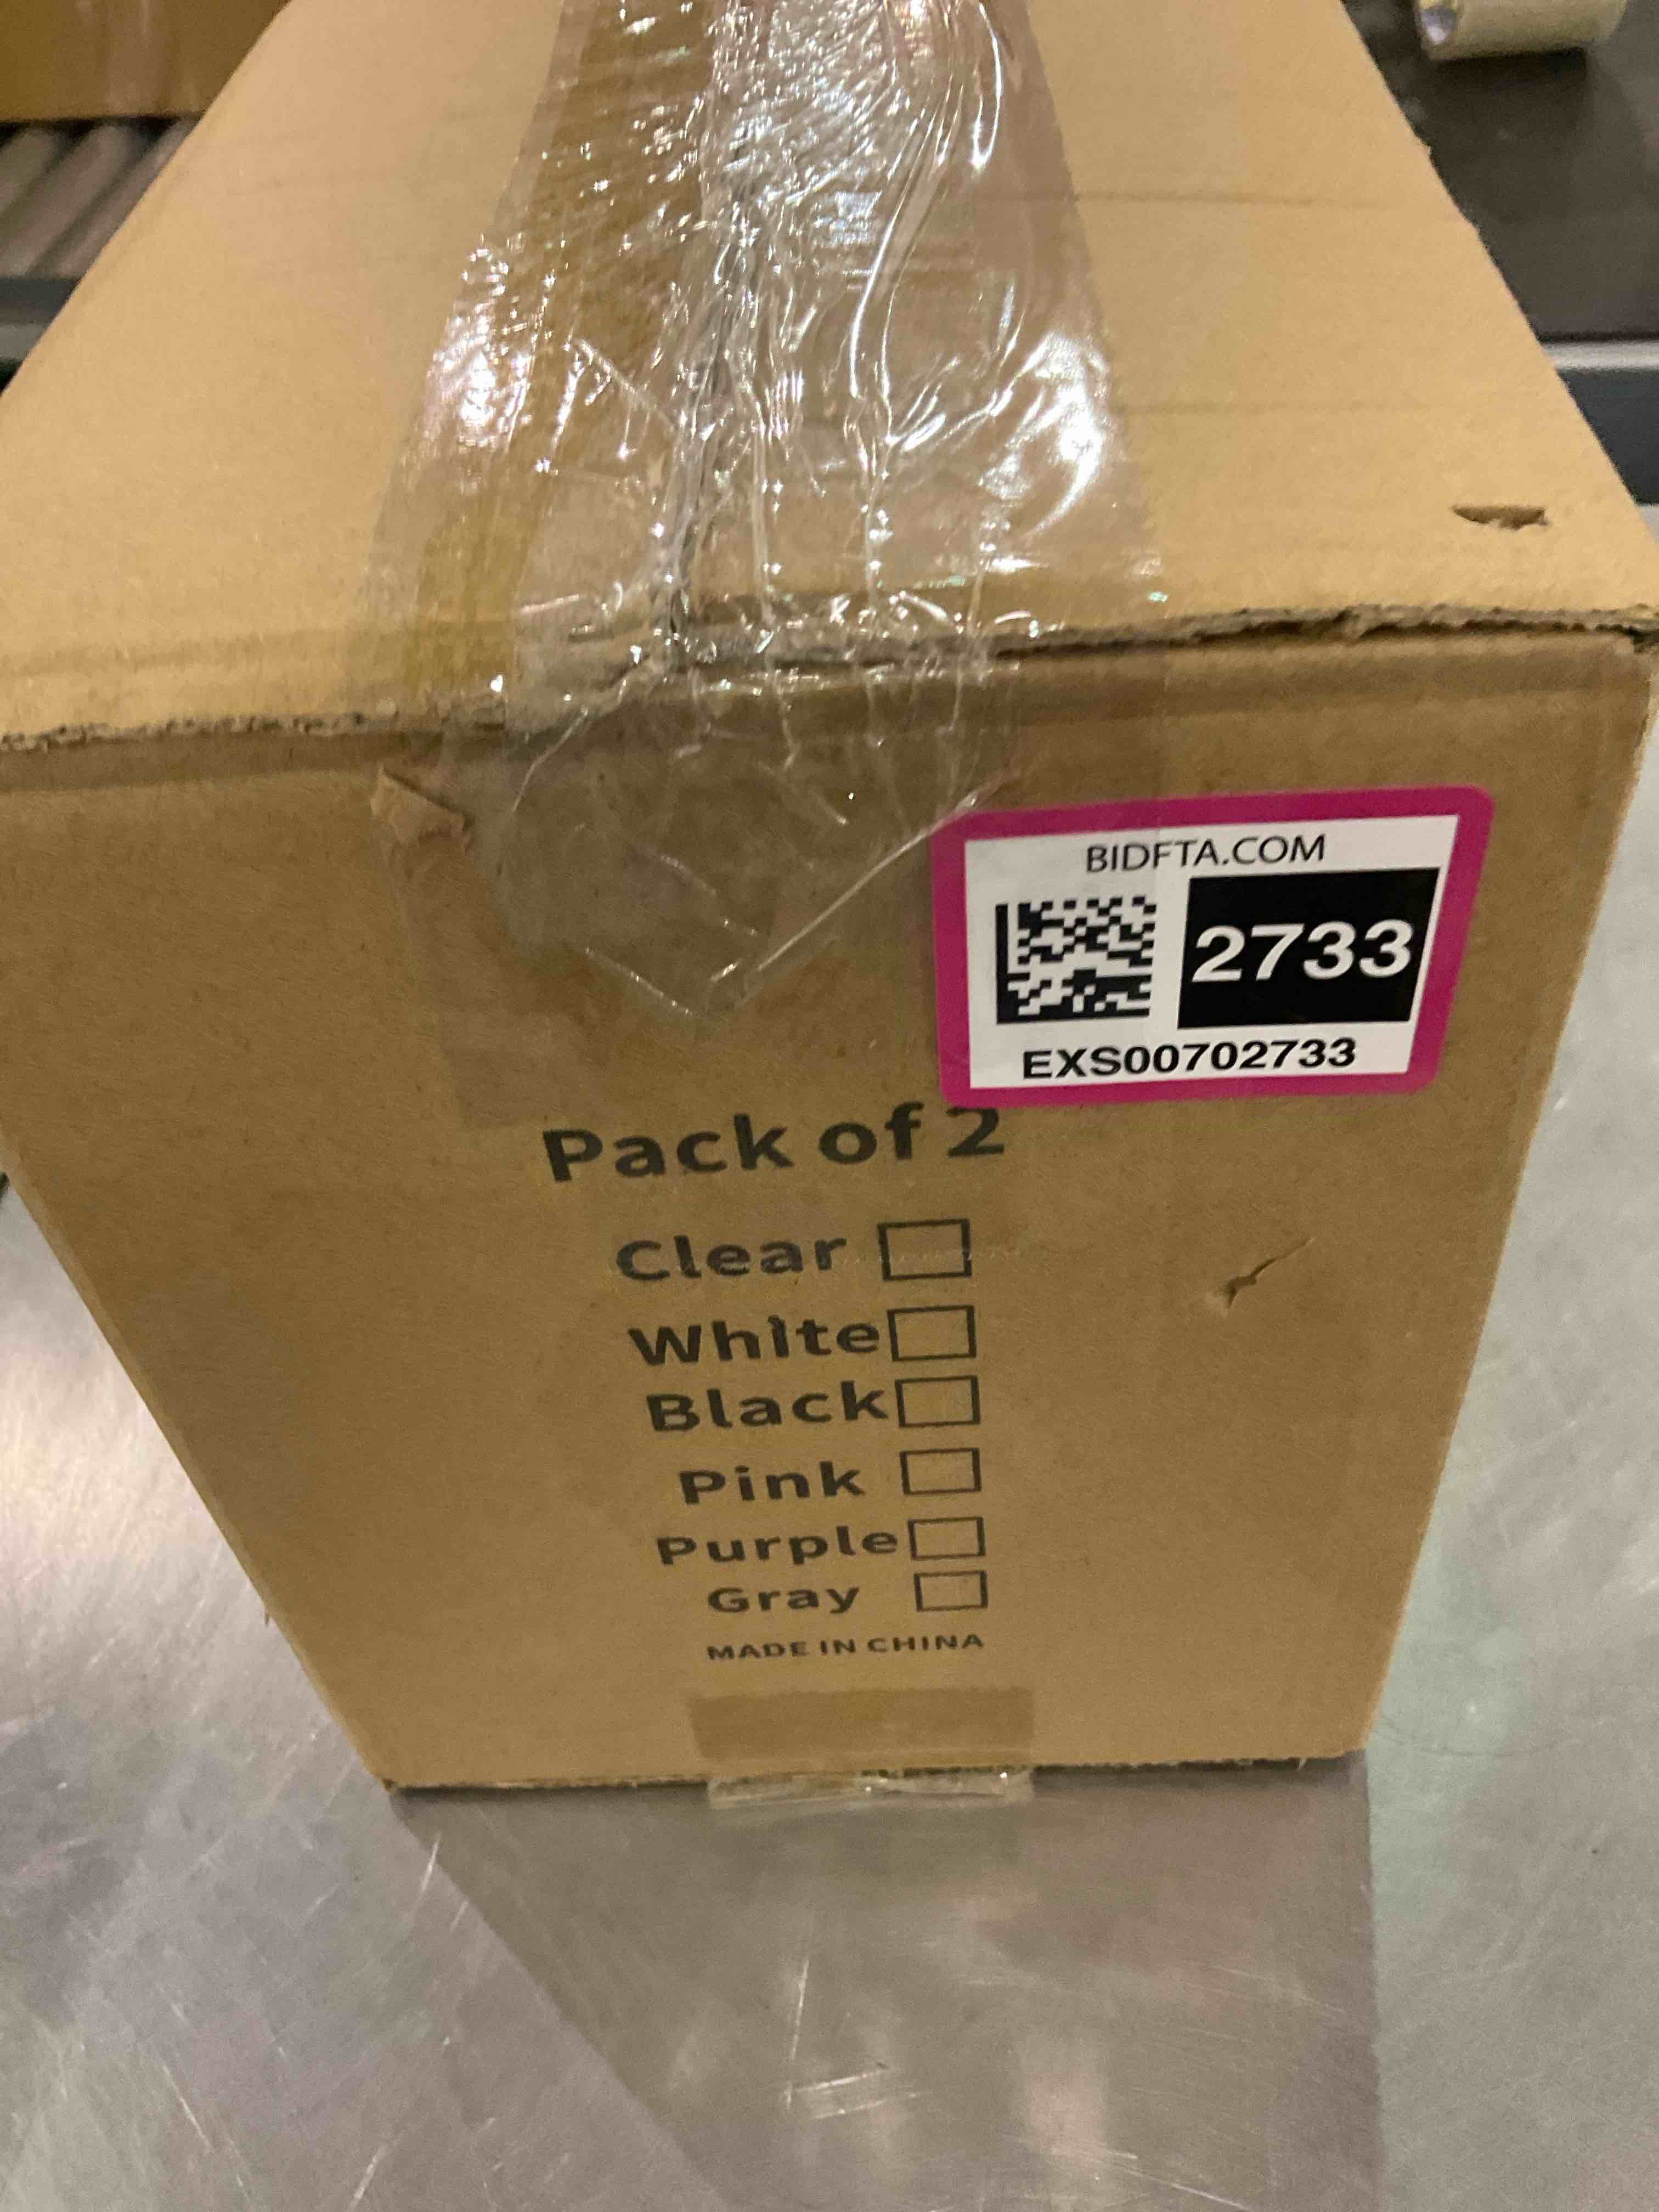 BIDFTA.COM
2733
EXS00702733
Pack of 2
Clear
White
Black
Pink
Purple
Gray
MADE IN CHINA